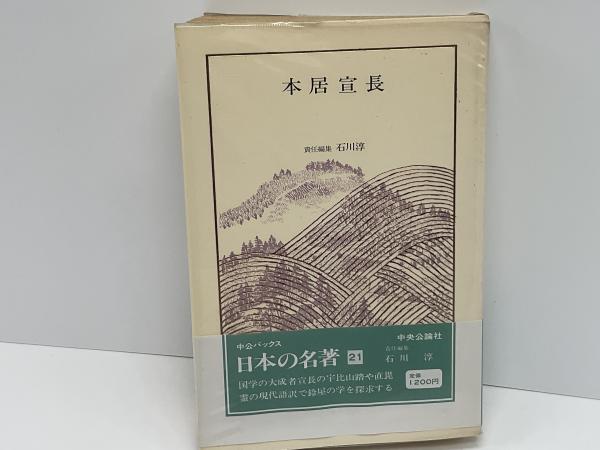 本居宣長
責任編集 石川淳
中公バックス
日本の名著 21
国学の大成者宣長の宇比山踏や直毘
霊の現代語訳で鈴屋の学を探求する
中央公論社
責任編集
石川 淳
定価
1200円